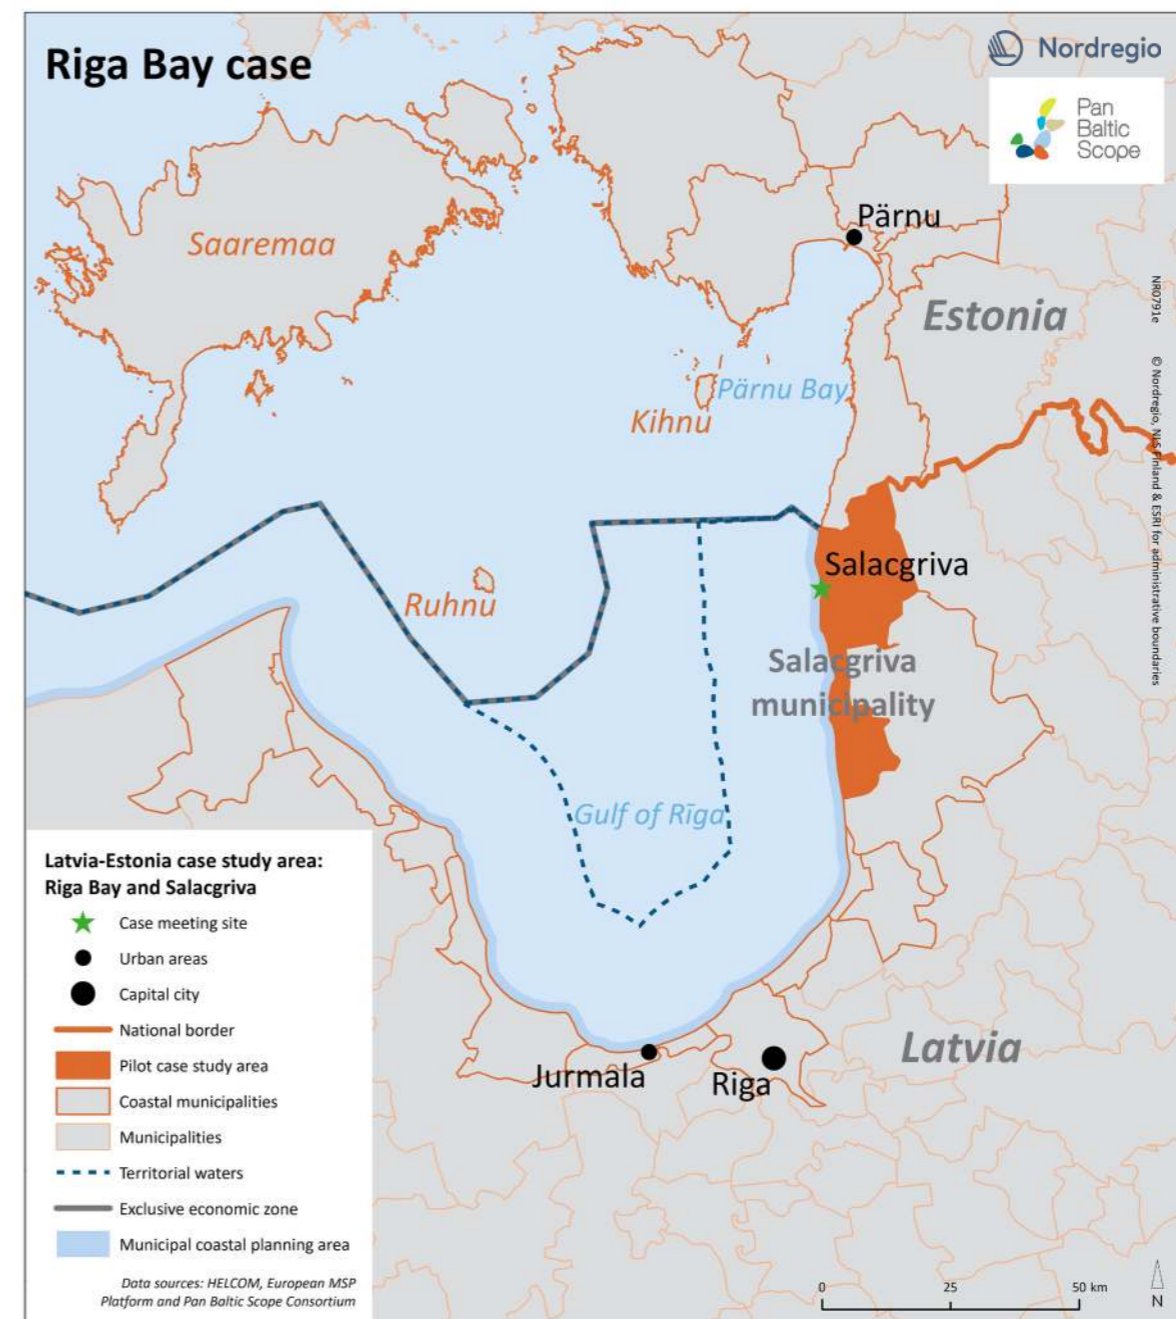 Riga Bay case
Nordregio
Pan
Baltic
Scope
Pärnu
Saaremaa
Estonia
NR0791e © Nordregio, NLS Finland & ESRI for administrative boundaries
Pärnu Bay
Kihnu
Salacgriva
Ruhnu
Salacgriva
municipality
Gulf of Rīga
Latvia
Jurmala
Riga
Latvia-Estonia case study area:
Riga Bay and Salacgriva
Case meeting site
Urban areas
Capital city
National border
Pilot case study area
Coastal municipalities
Municipalities
Territorial waters
Exclusive economic zone
Municipal coastal planning area
Data sources: HELCOM, European MSP
Platform and Pan Baltic Scope Consortium
0 25 50 km
N